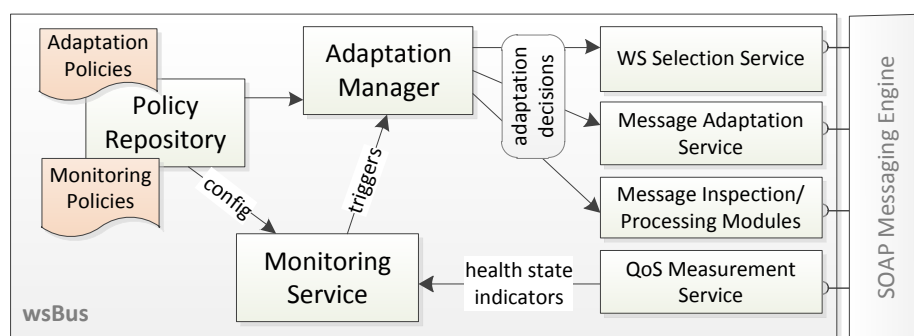 Adaptation
Policies
Policy
Repository
Monitoring
Policies
config
Adaptation
Manager
triggers
Monitoring
Service
adaptation
decisions
WS Selection Service
Message Adaptation
Service
Message Inspection/
Processing Modules
health state
indicators
QoS Measurement
Service
wsBus
SOAP Messaging Engine